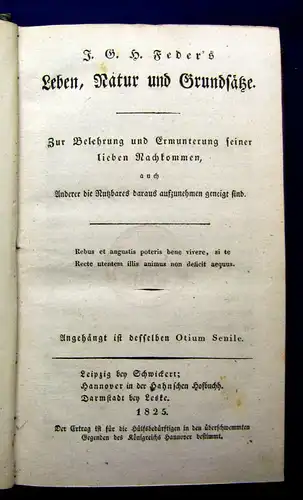 J. G. H. Feder's
Leben, Natur und Grundsätze.
Zur Belehrung und Ermunterung seiner
lieben Nachkommen,
auch
Anderer die Nutzbares daraus aufzunehmen geneigt sind.
Rebus et angustis poteris bene vivere, si te
Recte utentem illis animus non deficit aequus.
Angehängt ist desselben Otium Senile.
Leipzig bey Schwickert;
Hannover in der Hahnschen Hofbuchh.
Darmstadt bey Leske.
1825.
Der Ertrag ist für die Hülfsbedürftigen in den überschwemmten
Gegenden des Königreichs Hannover bestimmt.